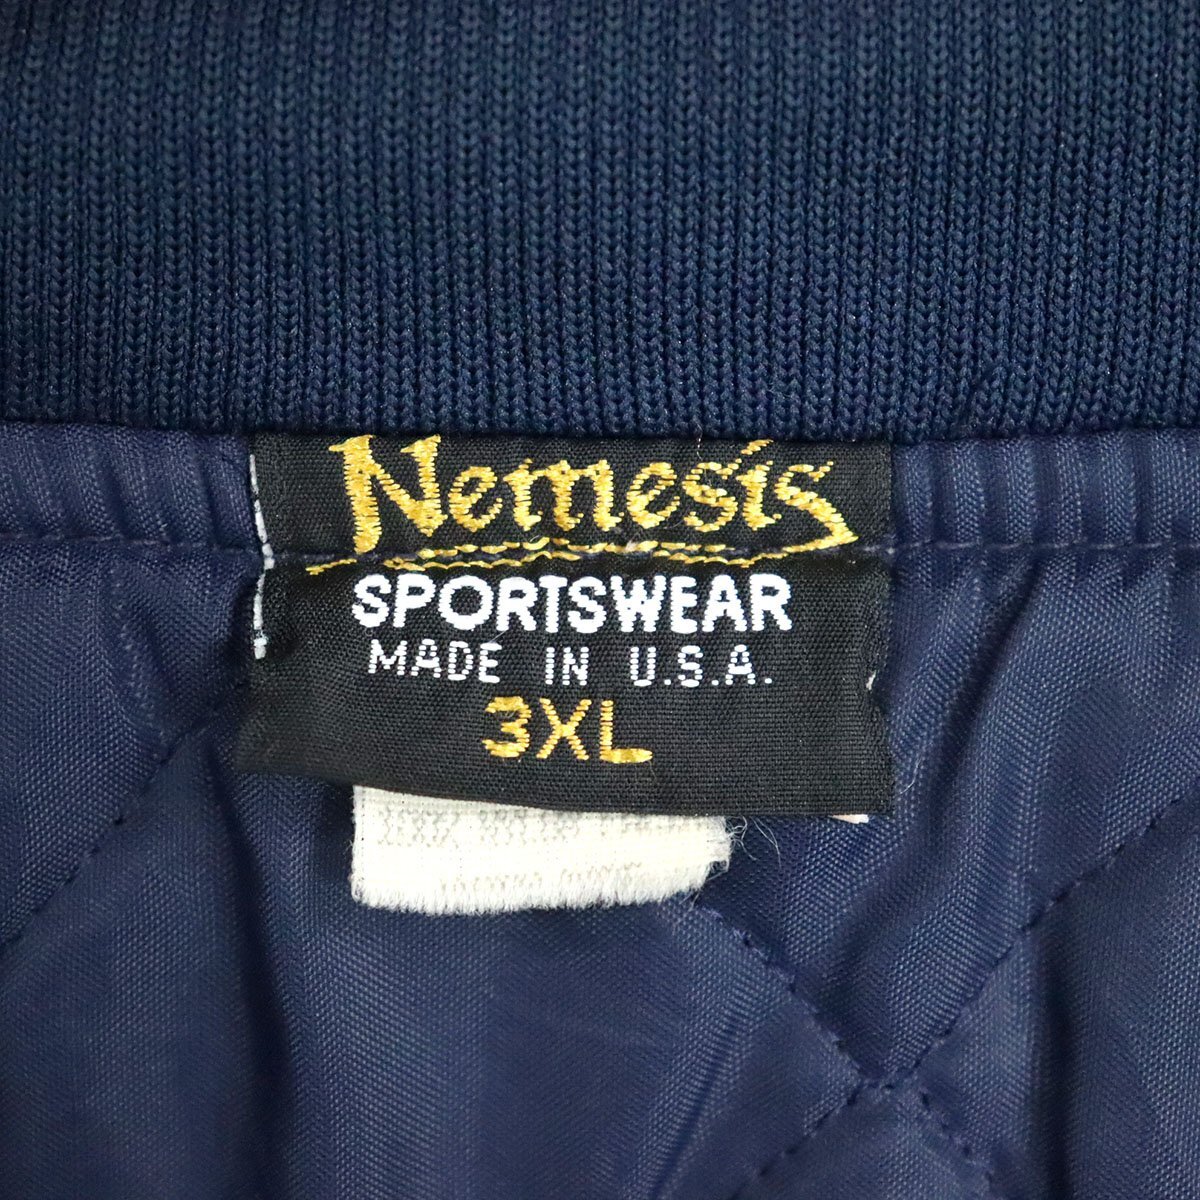 Nemesis
SPORTSWEAR
MADE IN U.S.A.
3XL